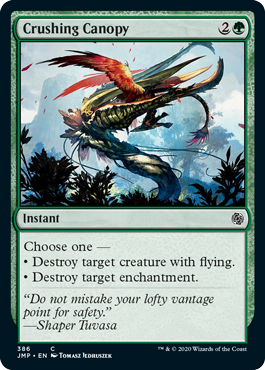 Crushing Canopy 2
Instant
Choose one —
• Destroy target creature with flying.
• Destroy target enchantment.
“Do not mistake your lofty vantage
point for safety.”
—Shaper Tuvasa
386 C
JMP • EN Tomasz Jedruszek ™ & © 2020 Wizards of the Coast